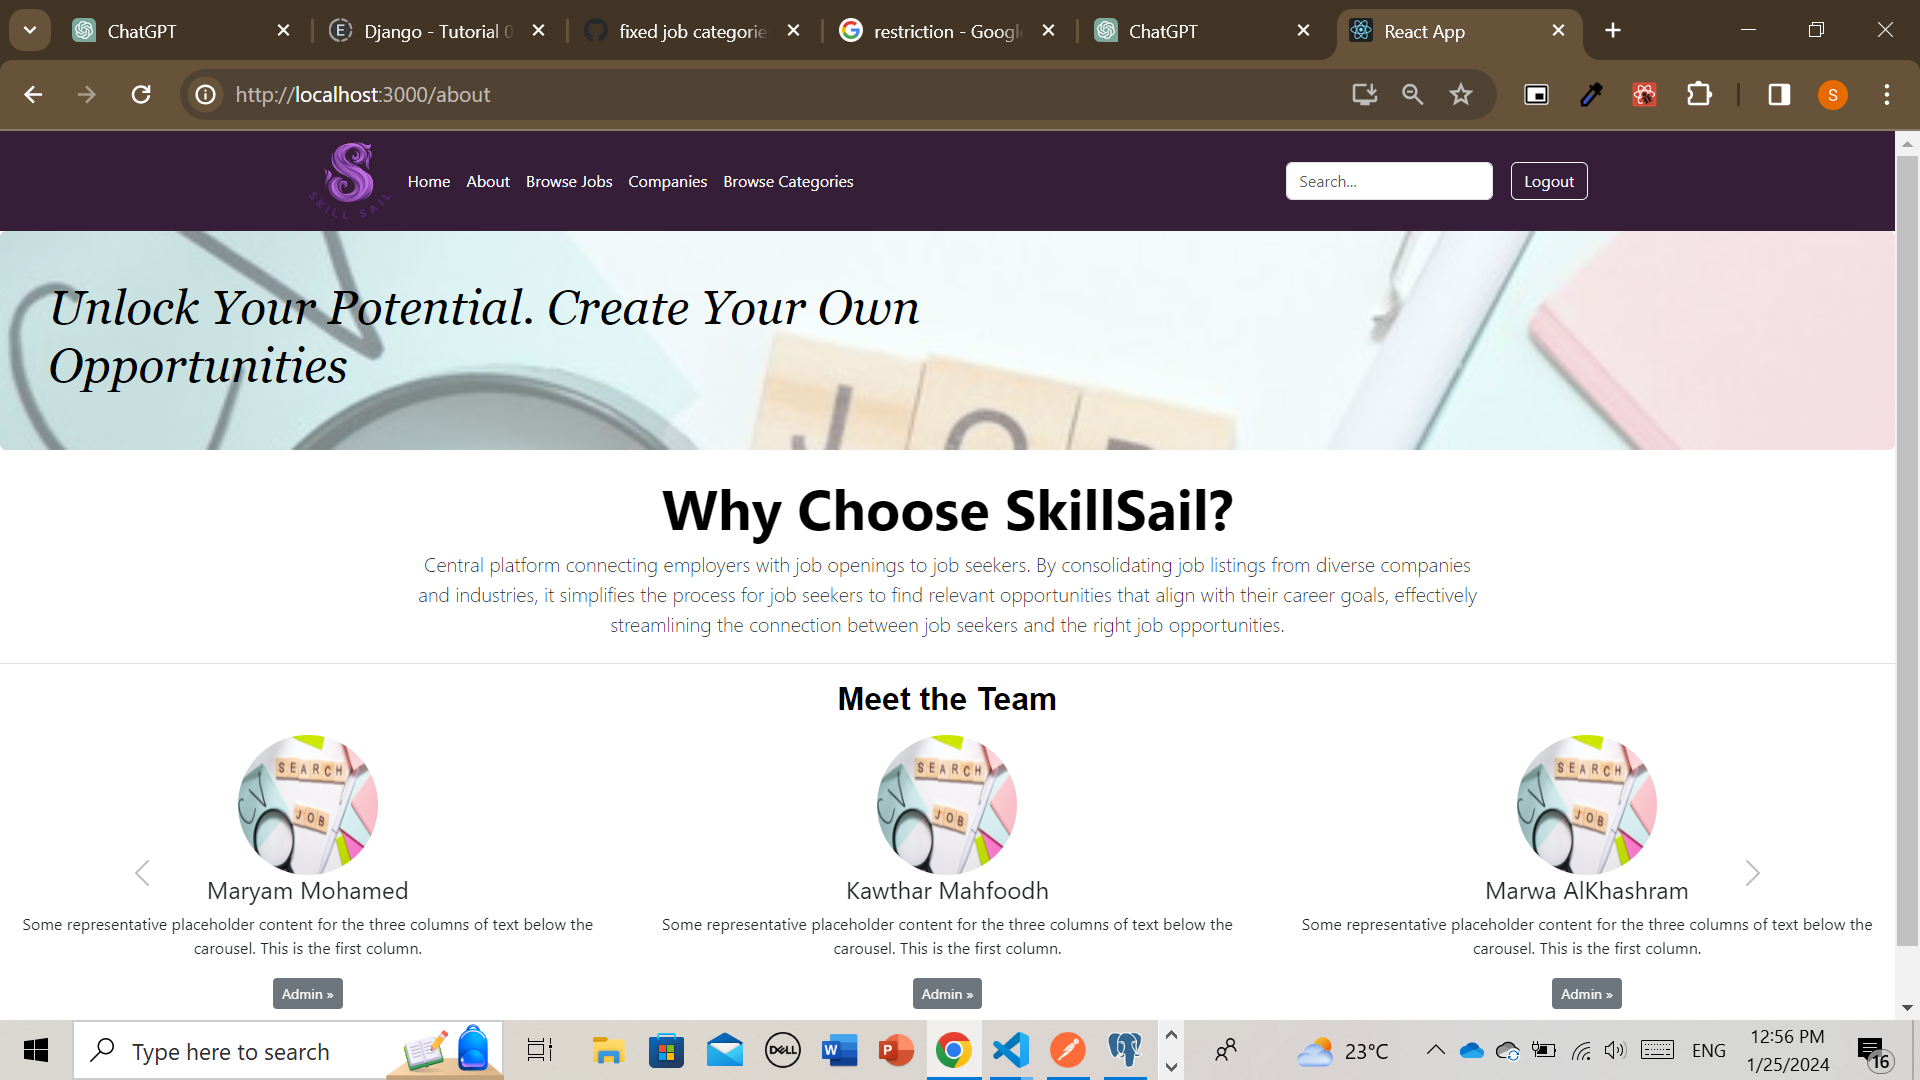 ChatGPT
Django - Tutorial 0
fixed job categorie
restriction - Googl
ChatGPT
React App
http://localhost:3000/about
S
SKILL SAIL
Home
About
Browse Jobs
Companies
Browse Categories
Search...
Logout
Unlock Your Potential. Create Your Own
Opportunities
JOB
Why Choose SkillSail?
Central platform connecting employers with job openings to job seekers. By consolidating job listings from diverse companies
and industries, it simplifies the process for job seekers to find relevant opportunities that align with their career goals, effectively
streamlining the connection between job seekers and the right job opportunities.
Meet the Team
SEARCH
CV
JOB
SEARCH
CV
JOB
SEARCH
CV
JOB
Maryam Mohamed
Kawthar Mahfoodh
Marwa AlKhashram
Some representative placeholder content for the three columns of text below the
carousel. This is the first column.
Some representative placeholder content for the three columns of text below the
carousel. This is the first column.
Some representative placeholder content for the three columns of text below the
carousel. This is the first column.
Admin »
Admin »
Admin »
Type here to search
DELL
W
P
23°C
ENG
12:56 PM
1/25/2024
16